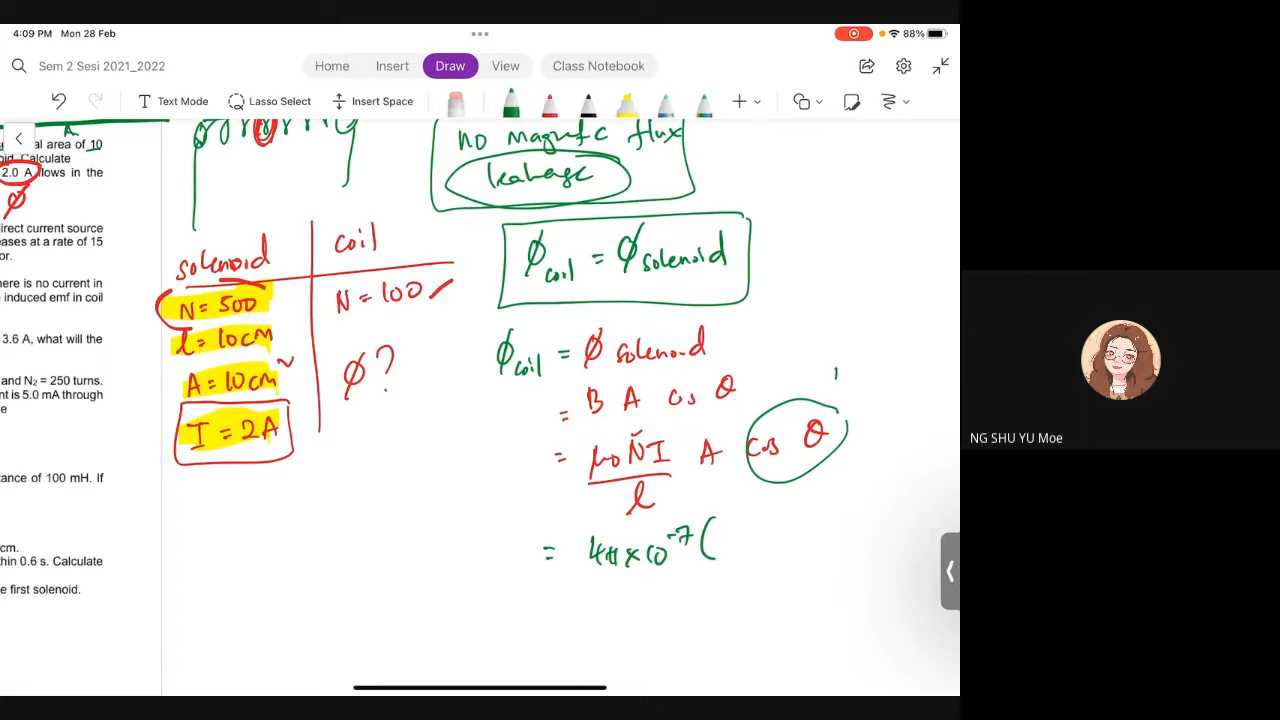 4:09 PM Mon 28 Feb
88%
Sem 2 Sesi 2021_2022
Home Insert Draw View Class Notebook
Text Mode Lasso Select Insert Space
A
al area of 10
oid. Calculate
2.0 A flows in the
ϕ
direct current source
eases at a rate of 15
or.
here is no current in
induced emf in coil
3.6 A, what will the
and N₂ = 250 turns.
nt is 5.0 mA through
e
tance of 100 mH. If
cm.
thin 0.6 s. Calculate
e first solenoid.
no magnetic flux
leakage
solenoid coil
N = 500 N = 100 ✓
l = 10cm
A = 10cm ϕ?
I = 2A
ϕcoil = ϕsolenoid
ϕcoil = ϕ solenoid
= B A cos θ
= μ₀NI/l A cos θ
= 4π×10⁻⁷(
NG SHU YU Moe